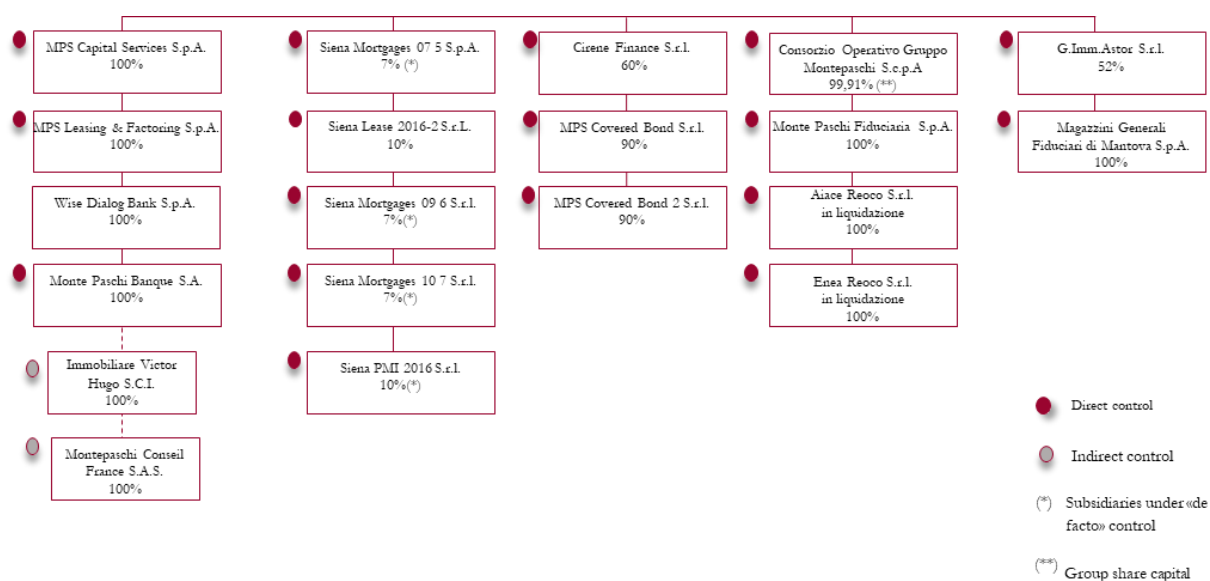 MPS Capital Services S.p.A.
100%
MPS Leasing & Factoring S.p.A.
100%
Wise Dialog Bank S.p.A.
100%
Monte Paschi Banque S.A.
100%
Immobiliare Victor
Hugo S.C.I.
100%
Montepaschi Conseil
France S.A.S.
100%
Siena Mortgages 07 5 S.p.A.
7% (*)
Siena Lease 2016-2 S.r.L.
10%
Siena Mortgages 09 6 S.r.l.
7%(*)
Siena Mortgages 10 7 S.r.l.
7%(*)
Siena PMI 2016 S.r.l.
10%(*)
Cirene Finance S.r.l.
60%
MPS Covered Bond S.r.l.
90%
MPS Covered Bond 2 S.r.l.
90%
Consorzio Operativo Gruppo
Montepaschi S.c.p.A
99,91% (**)
Monte Paschi Fiduciaria S.p.A.
100%
Aiace Reoco S.r.l.
in liquidazione
100%
Enea Reoco S.r.l.
in liquidazione
100%
G.Imm.Astor S.r.l.
52%
Magazzini Generali
Fiduciari di Mantova S.p.A.
100%
Direct control
Indirect control
(*) Subsidiaries under «de
facto» control
(**) Group share capital